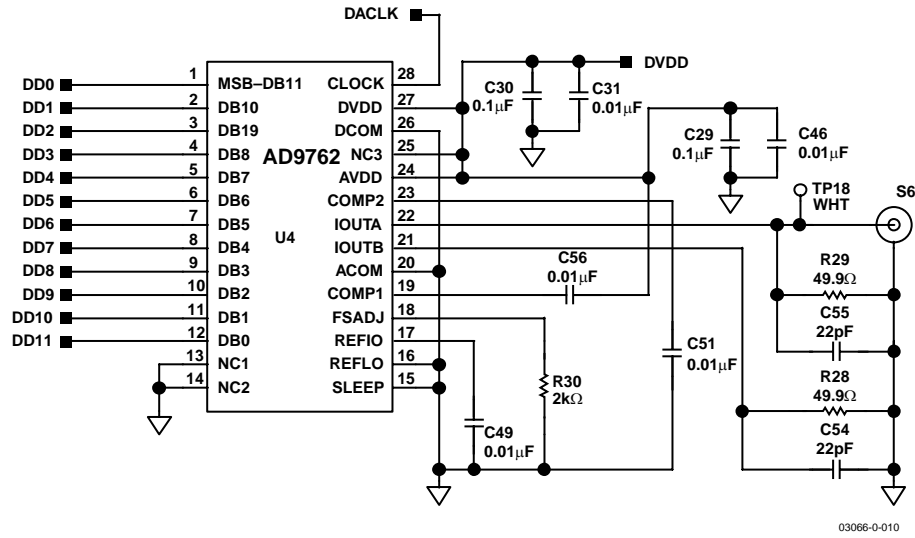 DACLK
DVDD
C30
0.1μF
C31
0.01μF
C29
0.1μF
C46
0.01μF
TP18
WHT
S6
DD0 1 MSB–DB11
DD1 2 DB10
DD2 3 DB19
DD3 4 DB8
DD4 5 DB7
DD5 6 DB6
DD6 7 DB5
DD7 8 DB4
DD8 9 DB3
DD9 10 DB2
DD10 11 DB1
DD11 12 DB0
13 NC1
14 NC2
AD9762
U4
CLOCK 28
DVDD 27
DCOM 26
NC3 25
AVDD 24
COMP2 23
IOUTA 22
IOUTB 21
ACOM 20
COMP1 19
FSADJ 18
REFIO 17
REFLO 16
SLEEP 15
C56
0.01μF
R29
49.9Ω
C55
22pF
C51
0.01μF
R30
2kΩ
R28
49.9Ω
C54
22pF
C49
0.01μF
03066-0-010